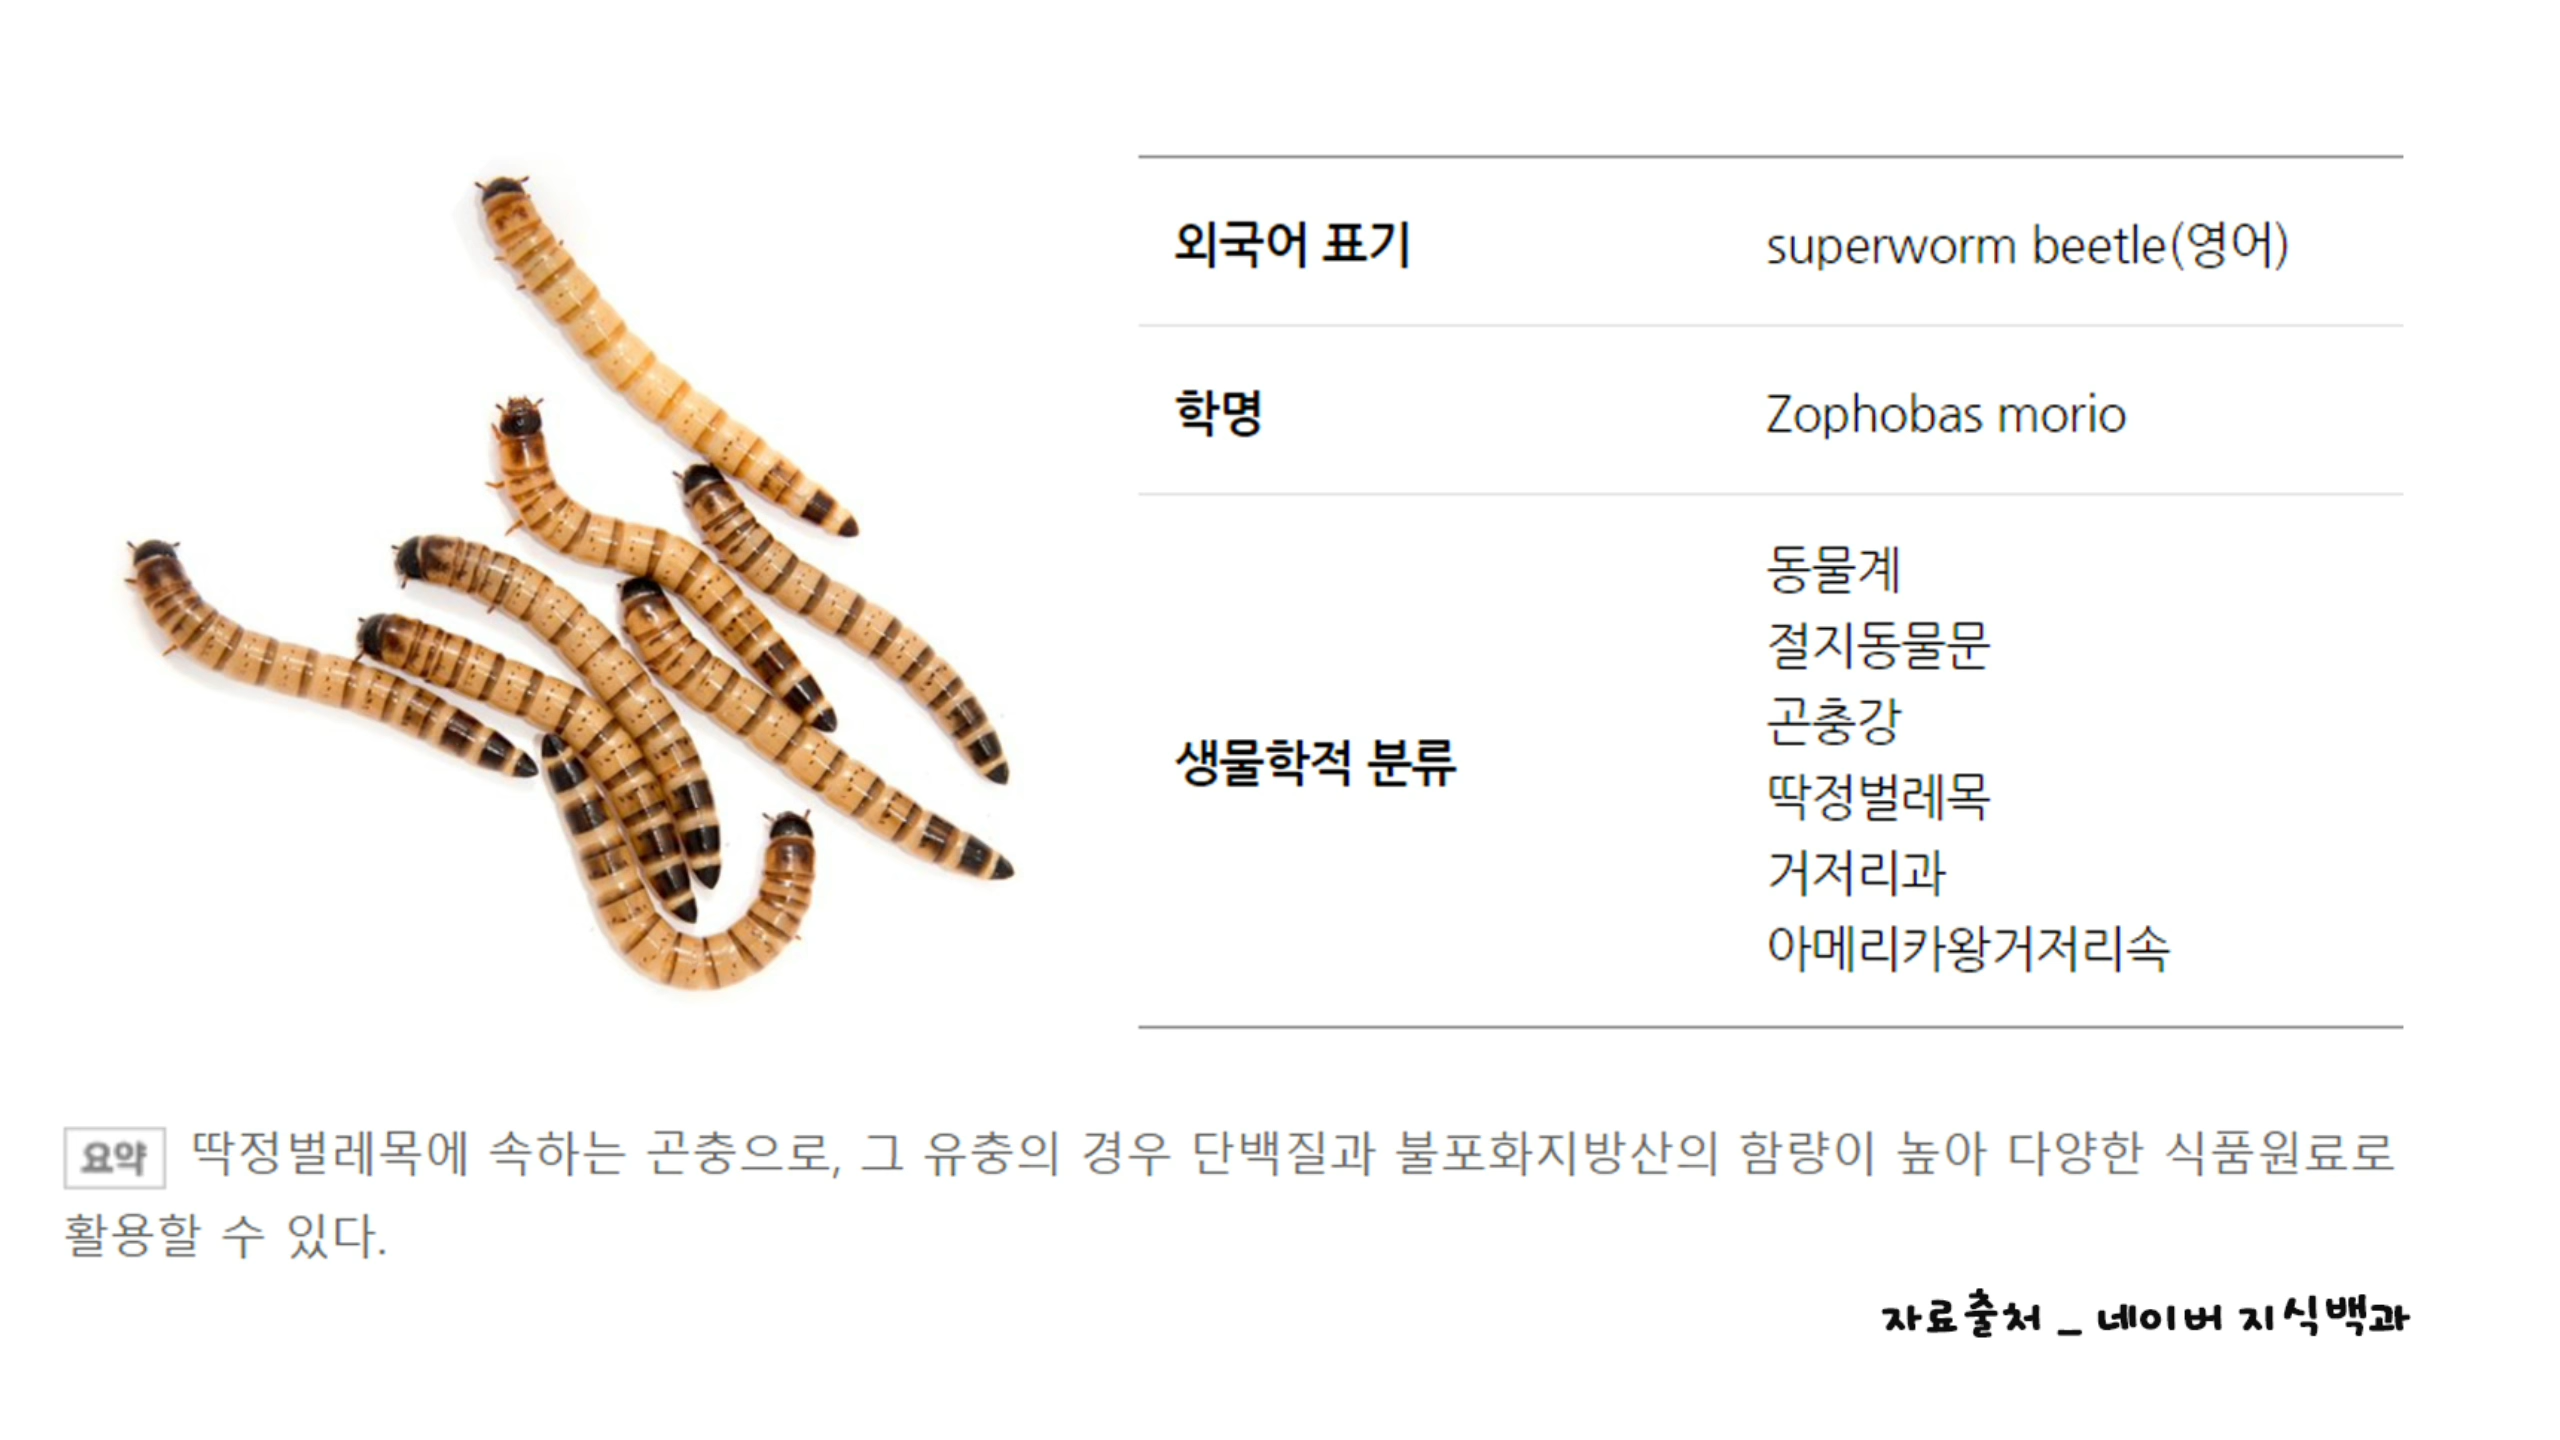 외국어 표기 superworm beetle(영어)
학명 Zophobas morio
생물학적 분류
동물계
절지동물문
곤충강
딱정벌레목
거저리과
아메리카왕거저리속
요약 딱정벌레목에 속하는 곤충으로, 그 유충의 경우 단백질과 불포화지방산의 함량이 높아 다양한 식품원료로
활용할 수 있다.
자료출처 _ 네이버 지식백과